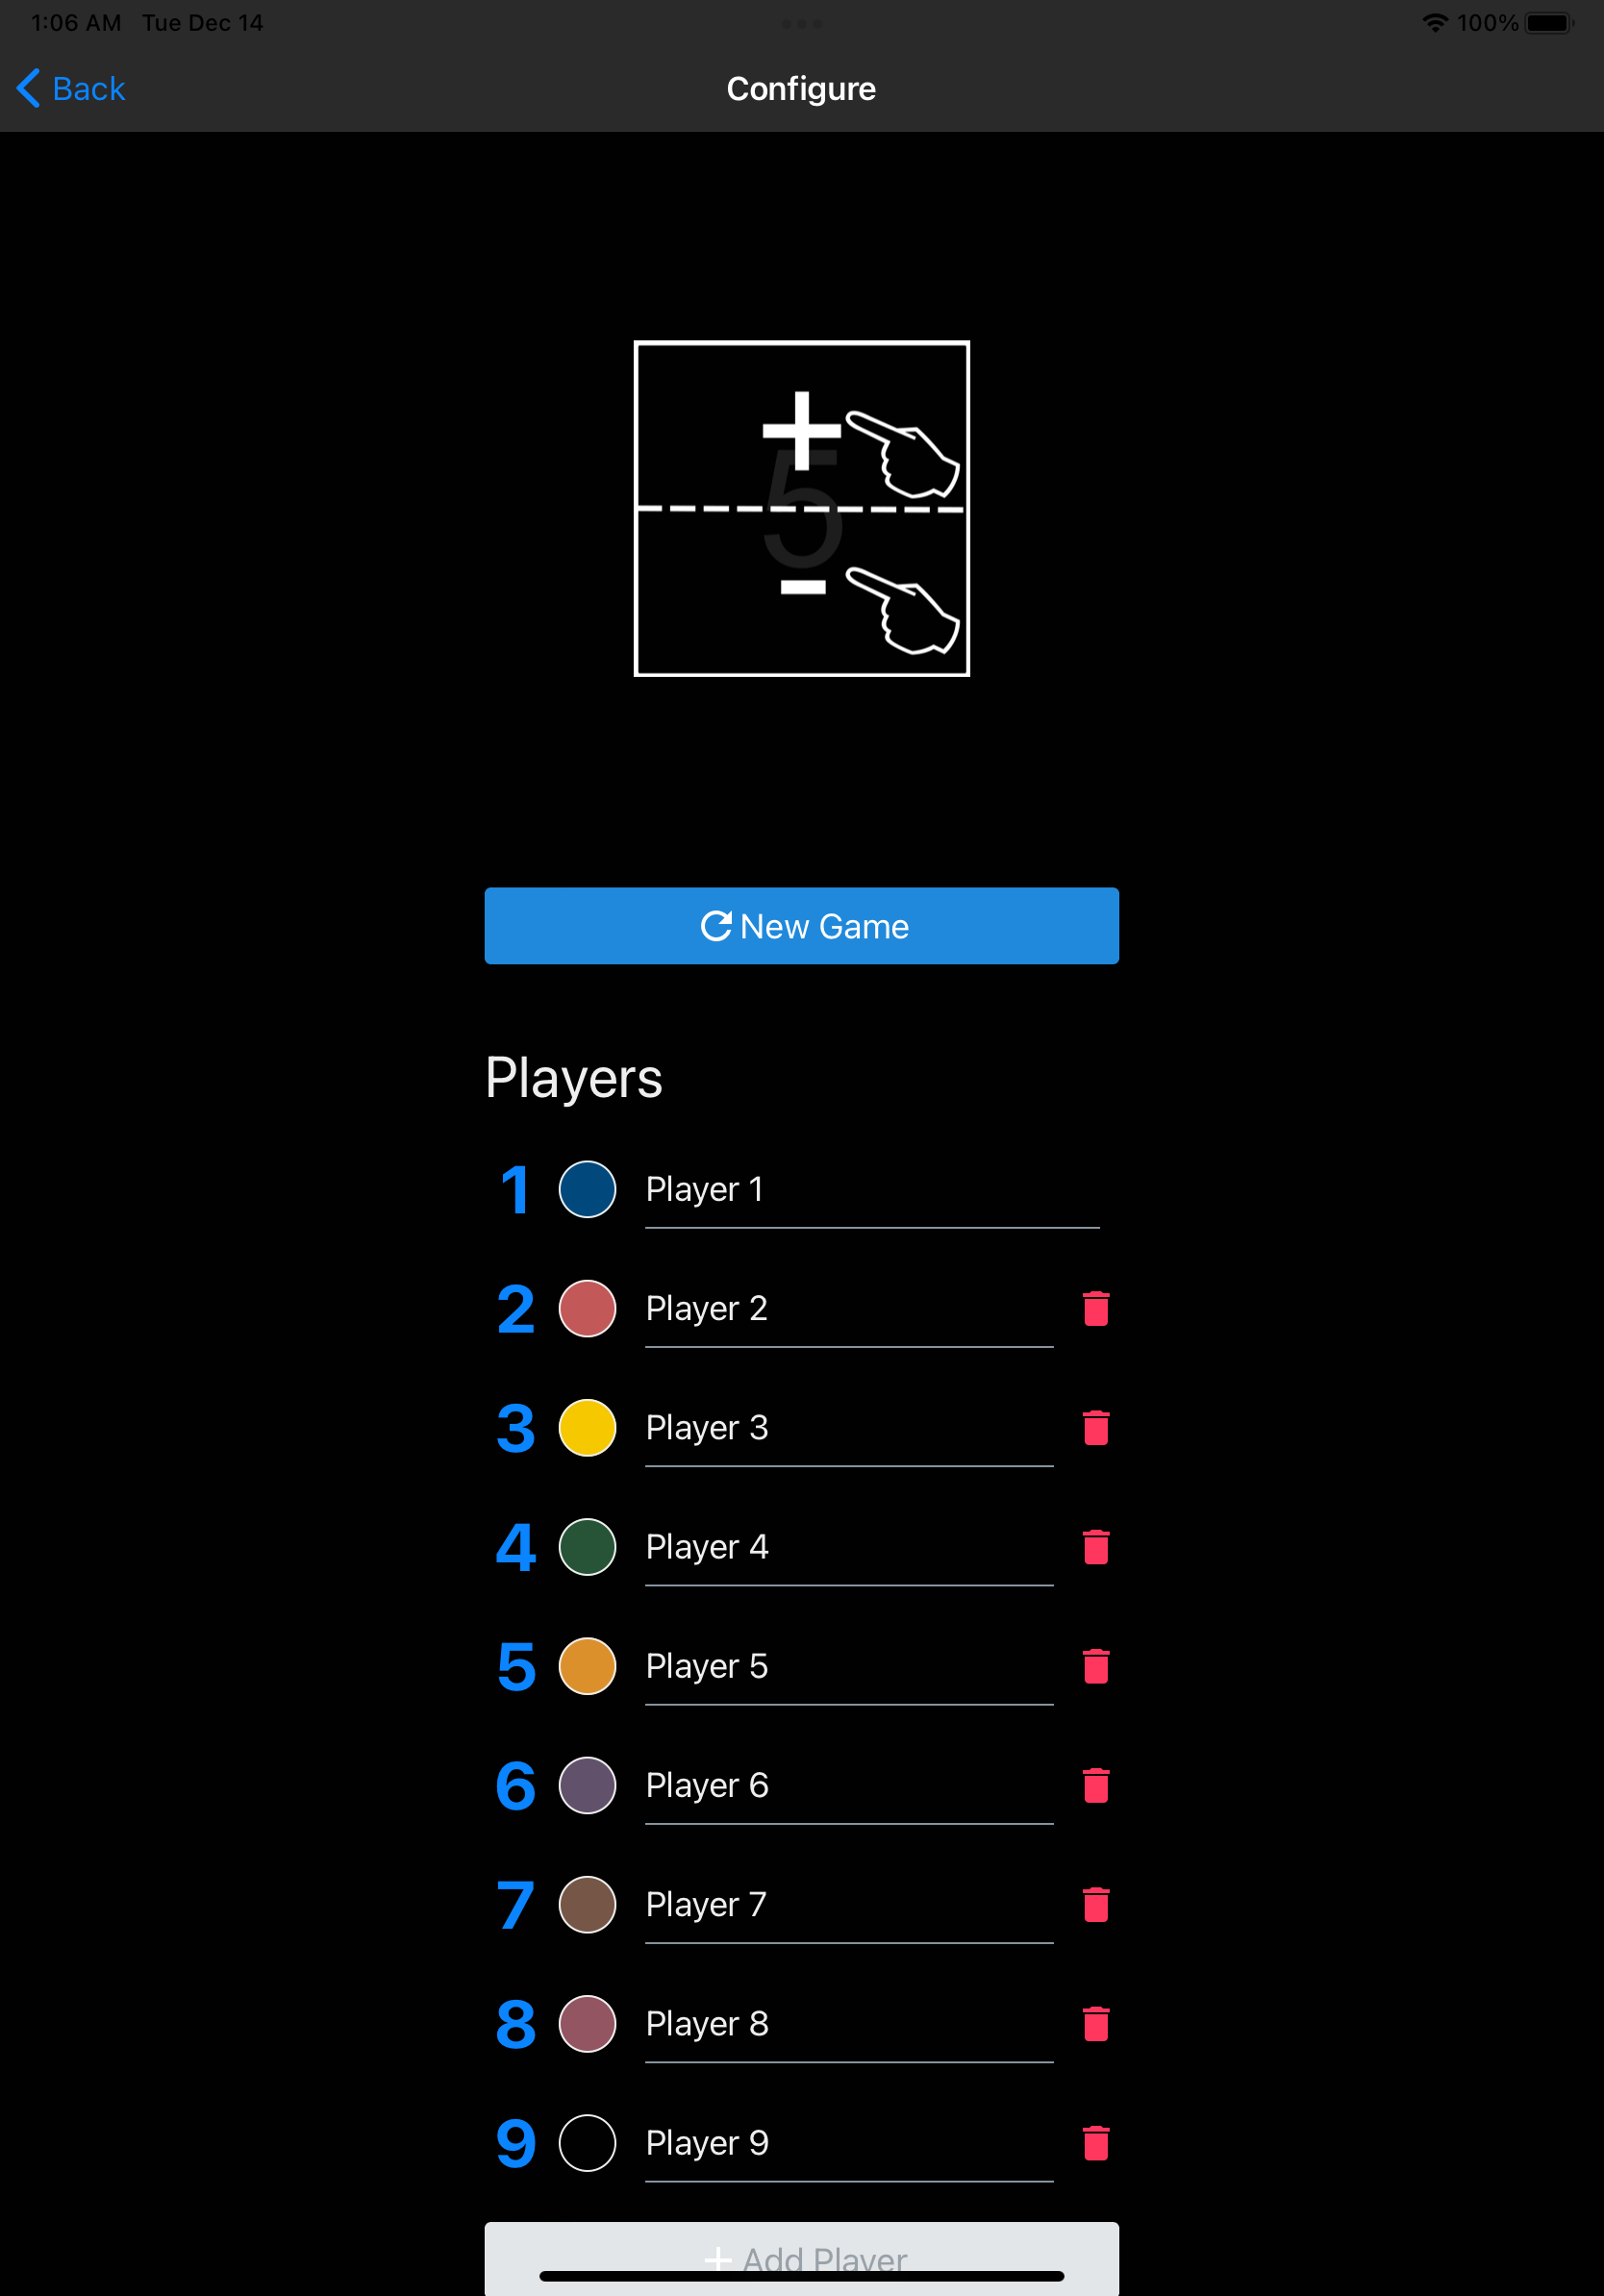 1:06 AM Tue Dec 14 100%
Back Configure
+
5
-
New Game
Players
1 Player 1
2 Player 2
3 Player 3
4 Player 4
5 Player 5
6 Player 6
7 Player 7
8 Player 8
9 Player 9
+ Add Player